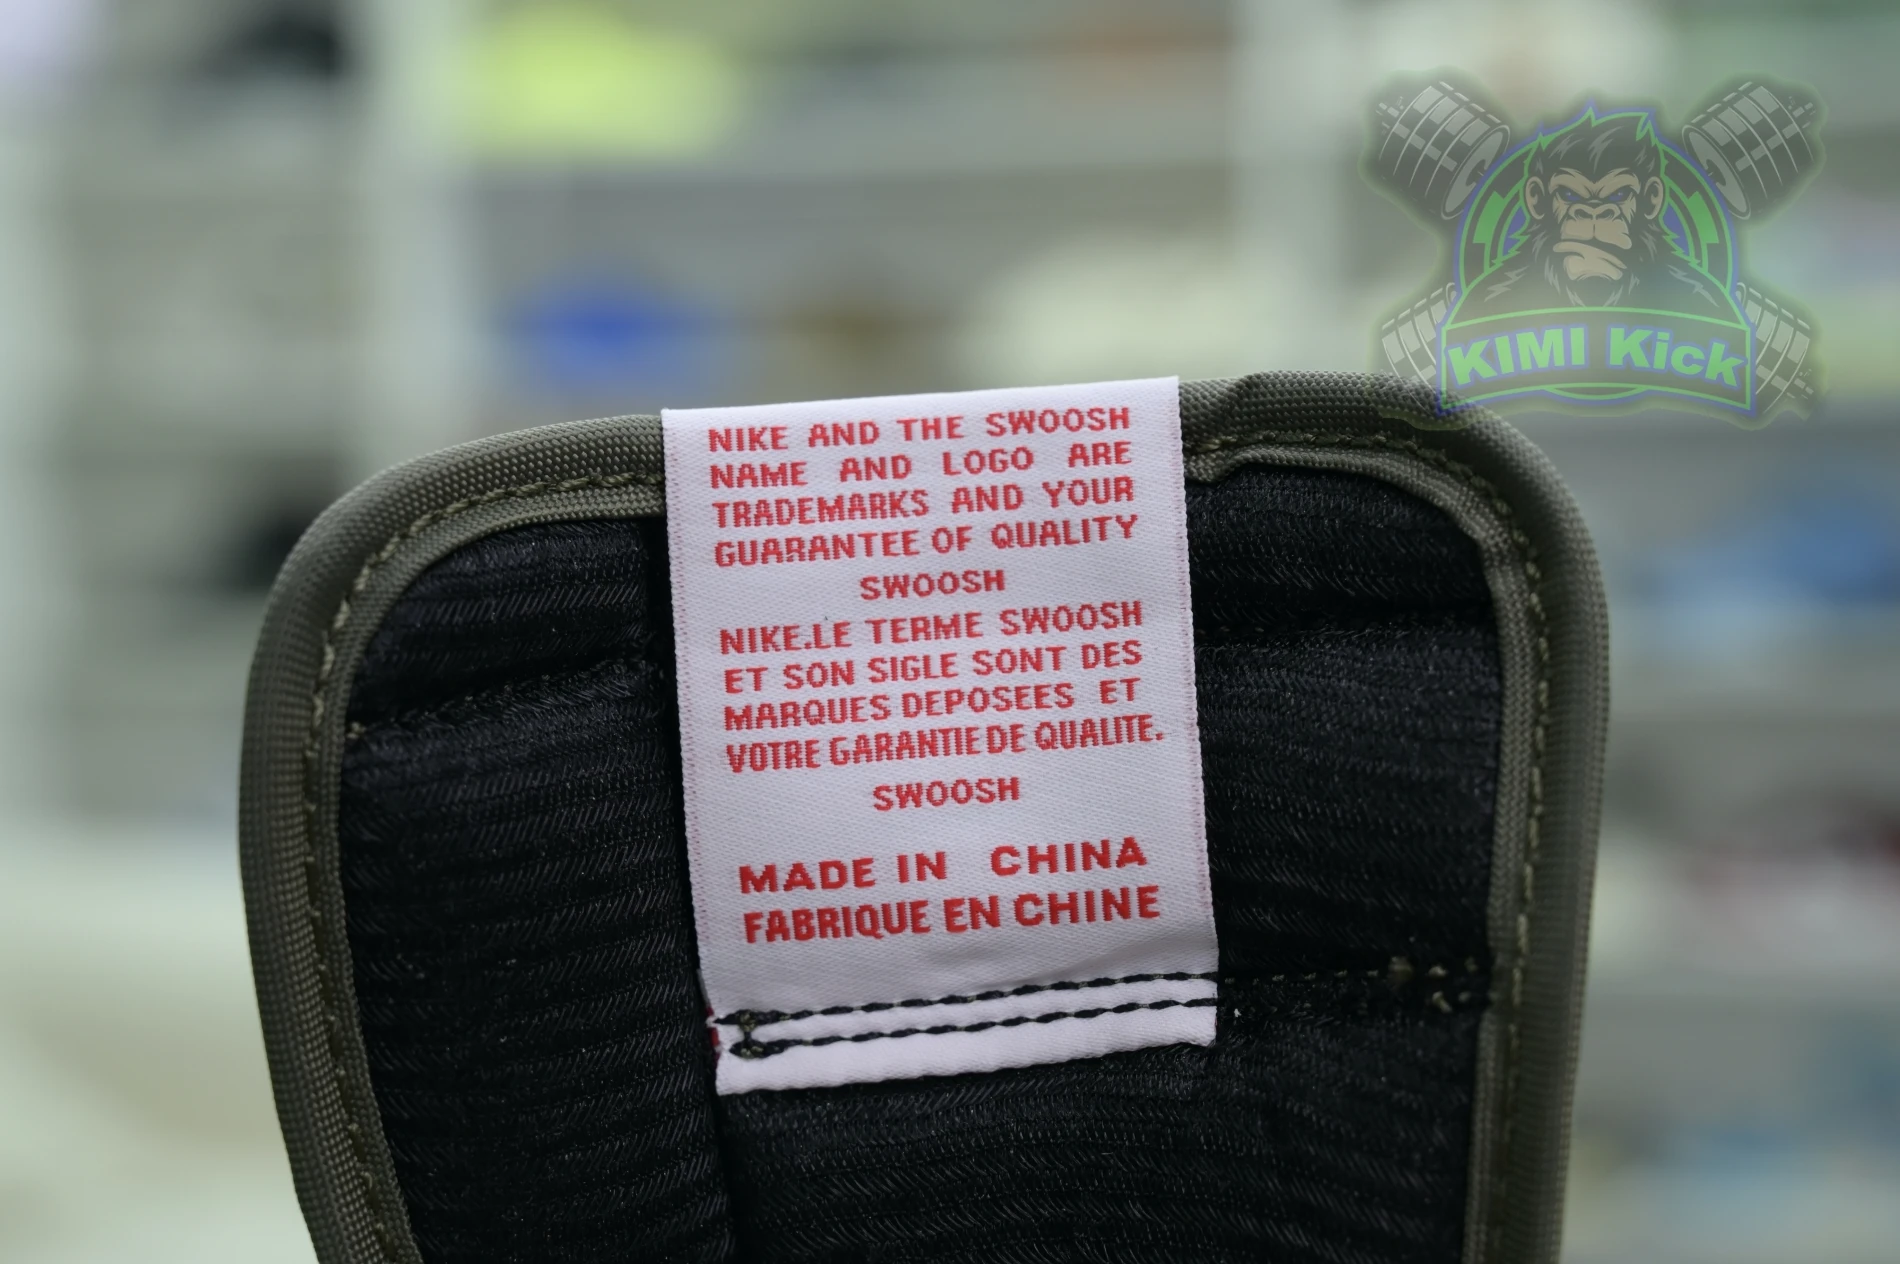 KIMI Kick
NIKE AND THE SWOOSH
NAME AND LOGO ARE
TRADEMARKS AND YOUR
GUARANTEE OF QUALITY
SWOOSH
NIKE.LE TERME SWOOSH
ET SON SIGLE SONT DES
MARQUES DEPOSEES ET
VOTRE GARANTIE DE QUALITE.
SWOOSH
MADE IN CHINA
FABRIQUE EN CHINE